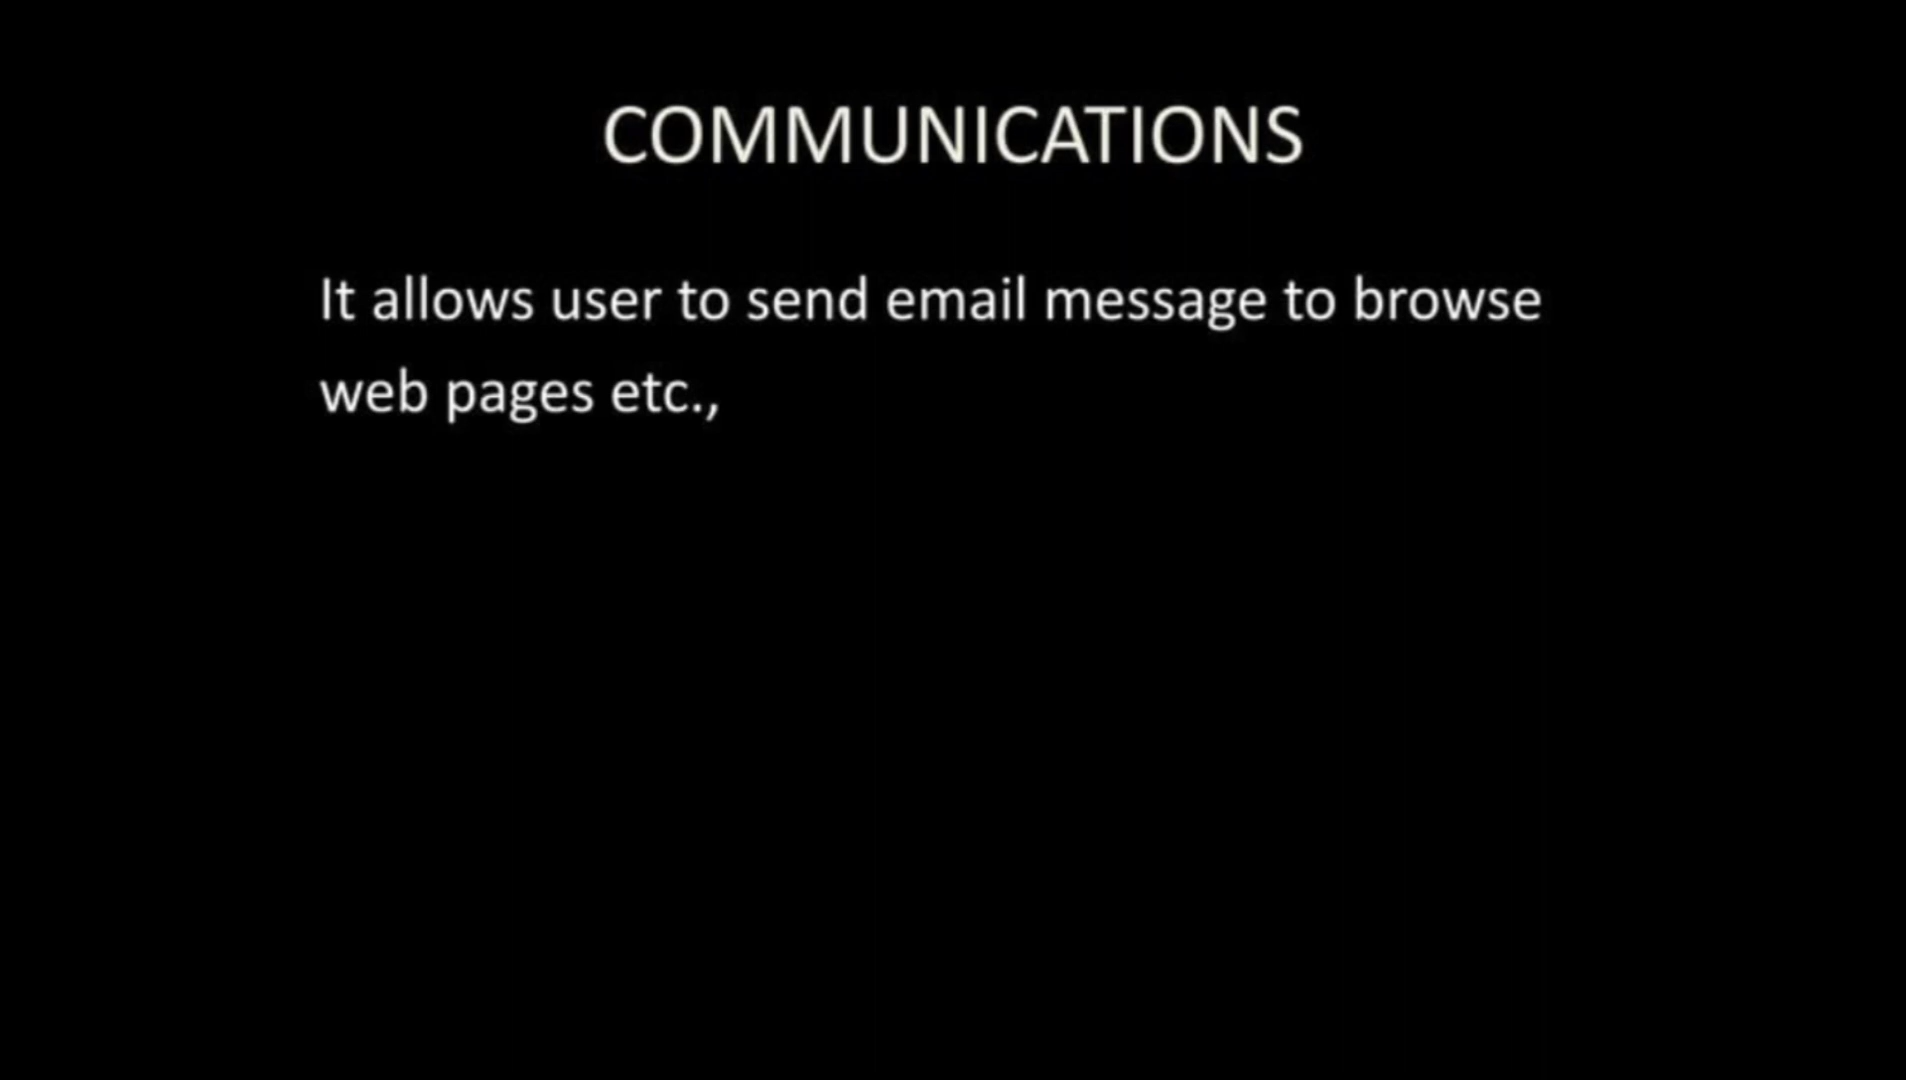 COMMUNICATIONS
It allows user to send email message to browse
web pages etc.,